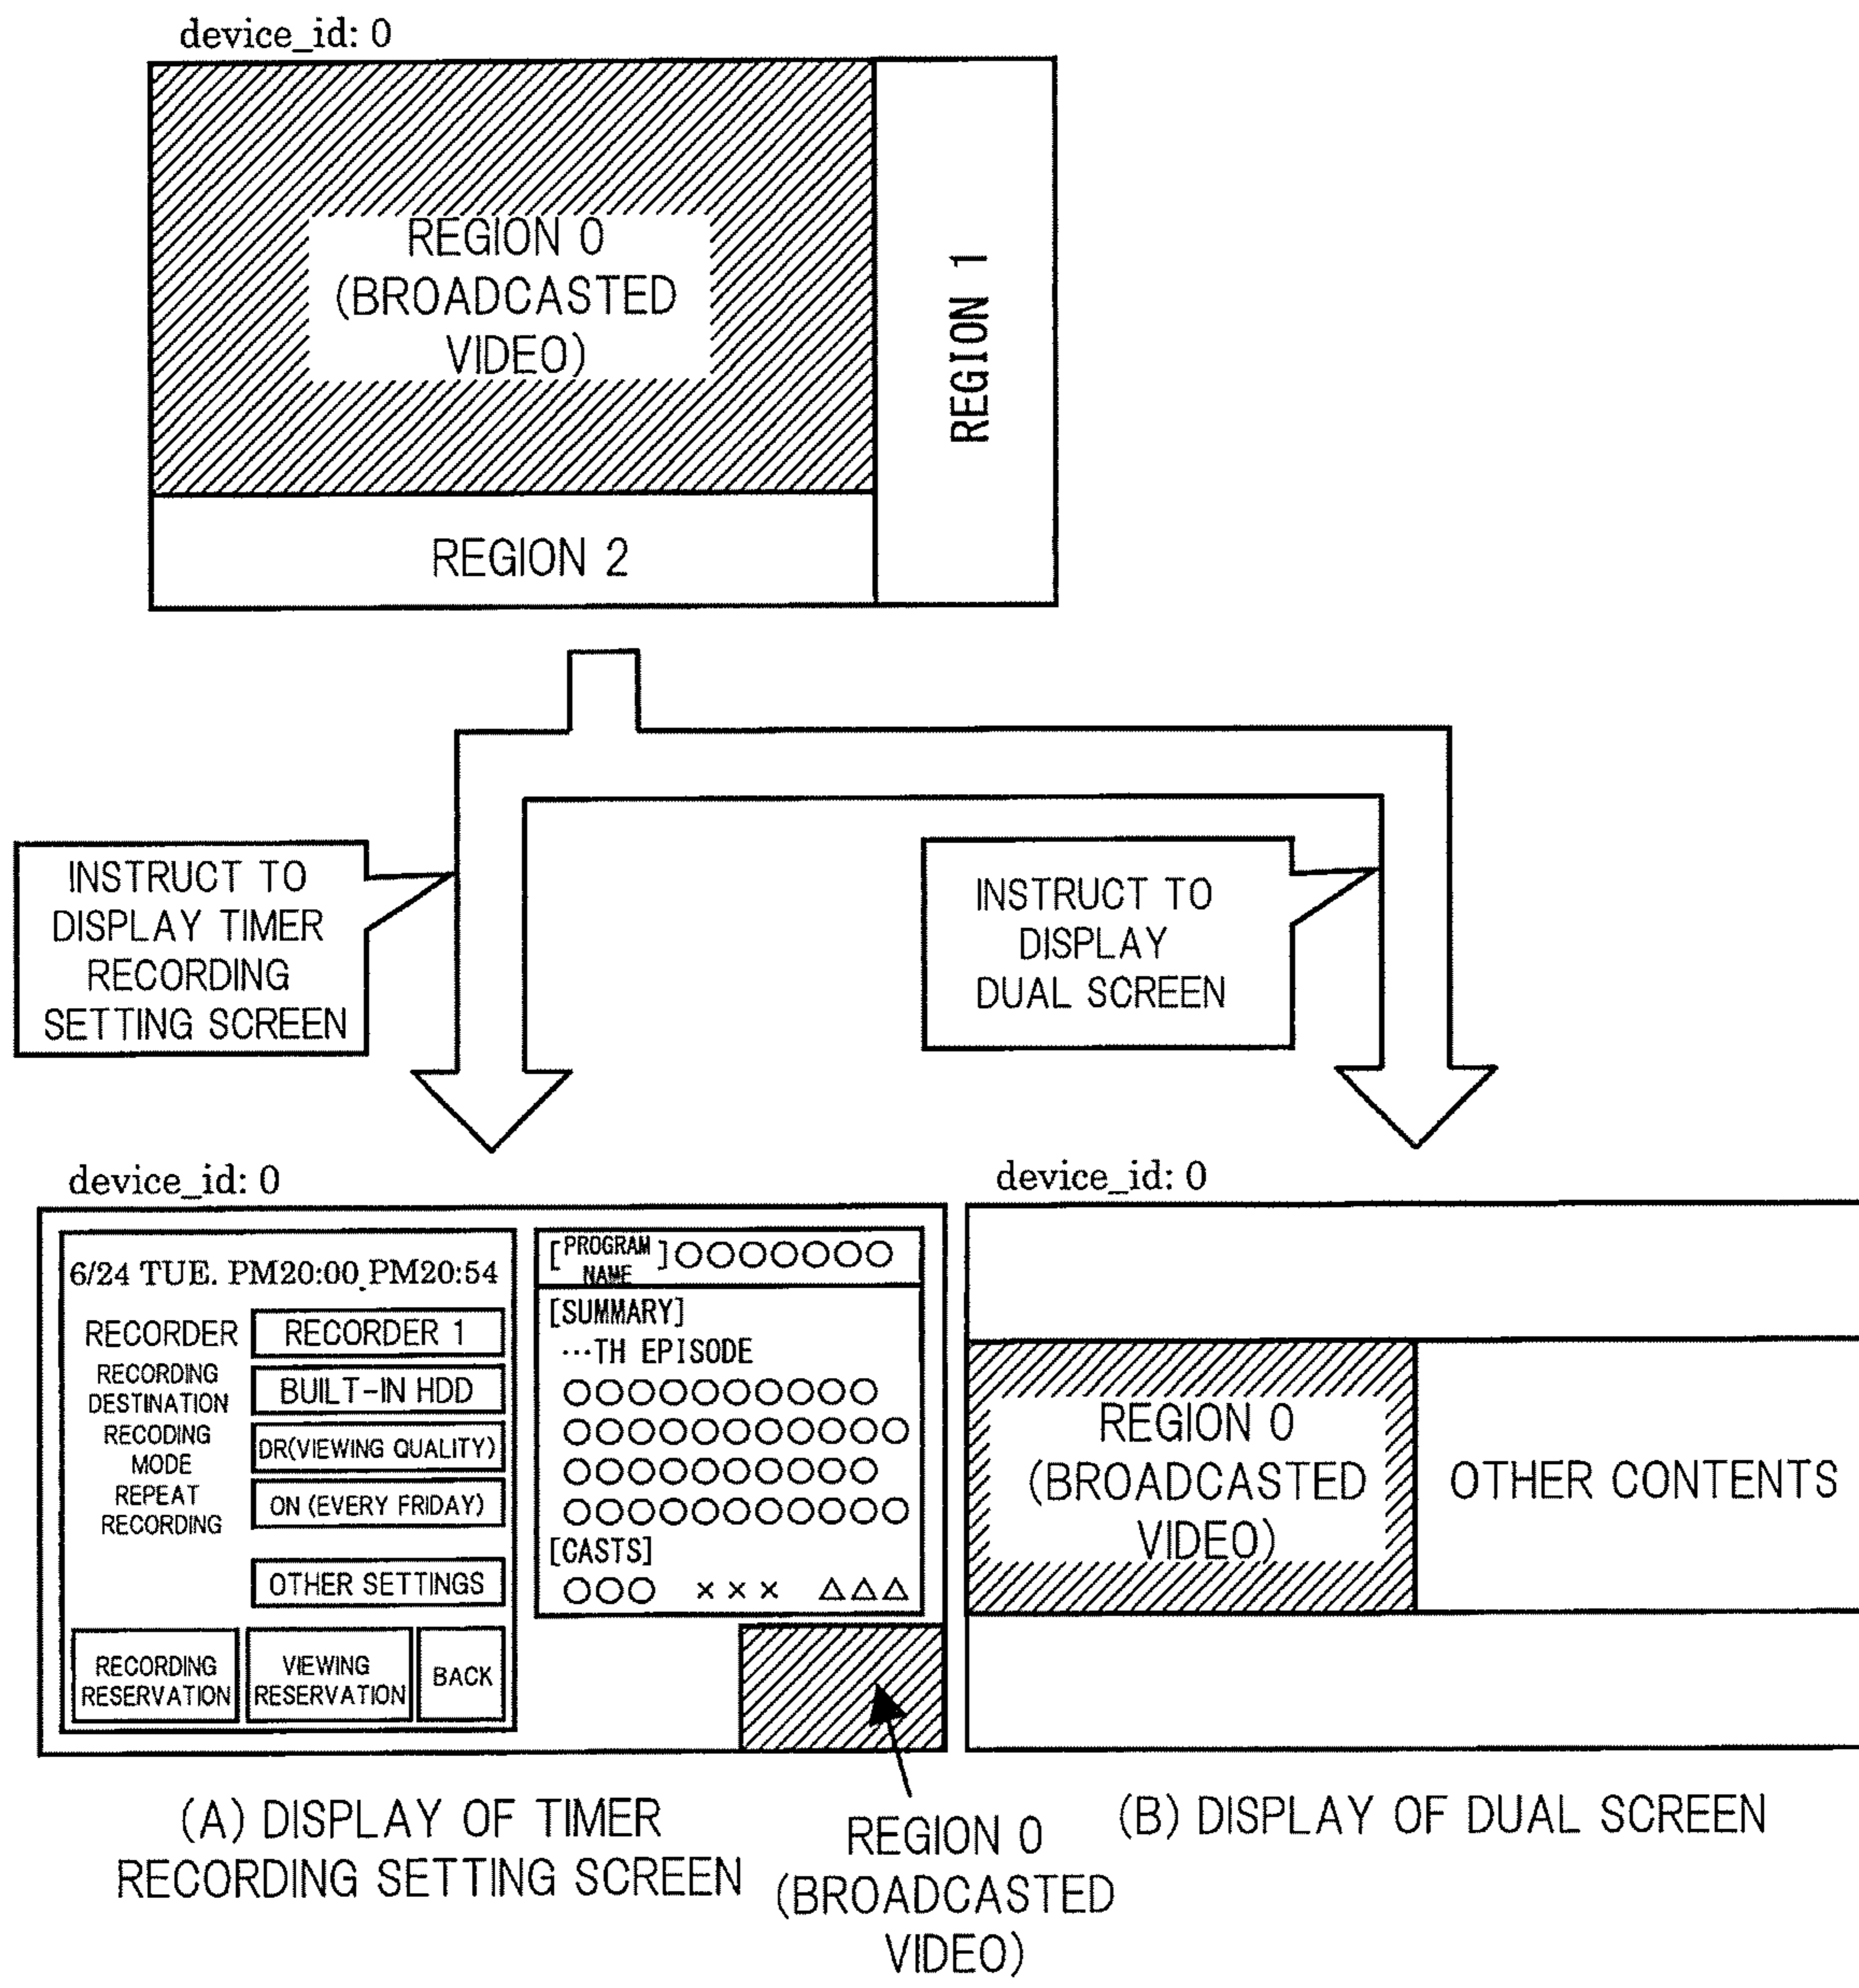 device_id: 0
REGION 0
(BROADCASTED
VIDEO)
REGION 1
REGION 2
INSTRUCT TO
DISPLAY TIMER
RECORDING
SETTING SCREEN
INSTRUCT TO
DISPLAY
DUAL SCREEN
device_id: 0
6/24 TUE. PM20:00 PM20:54
RECORDER RECORDER 1
RECORDING
DESTINATION
BUILT-IN HDD
RECODING
MODE
DR(VIEWING QUALITY)
REPEAT
RECORDING
ON (EVERY FRIDAY)
OTHER SETTINGS
RECORDING
RESERVATION
VIEWING
RESERVATION
BACK
[PROGRAM
NAME]○○○○○○○
[SUMMARY]
…TH EPISODE
○○○○○○○○○○
○○○○○○○○○○○
○○○○○○○○○○
○○○○○○○○○○○
[CASTS]
○○○ ××× △△△
device_id: 0
REGION 0
(BROADCASTED
VIDEO)
OTHER CONTENTS
(A) DISPLAY OF TIMER
RECORDING SETTING SCREEN
REGION 0
(BROADCASTED
VIDEO)
(B) DISPLAY OF DUAL SCREEN